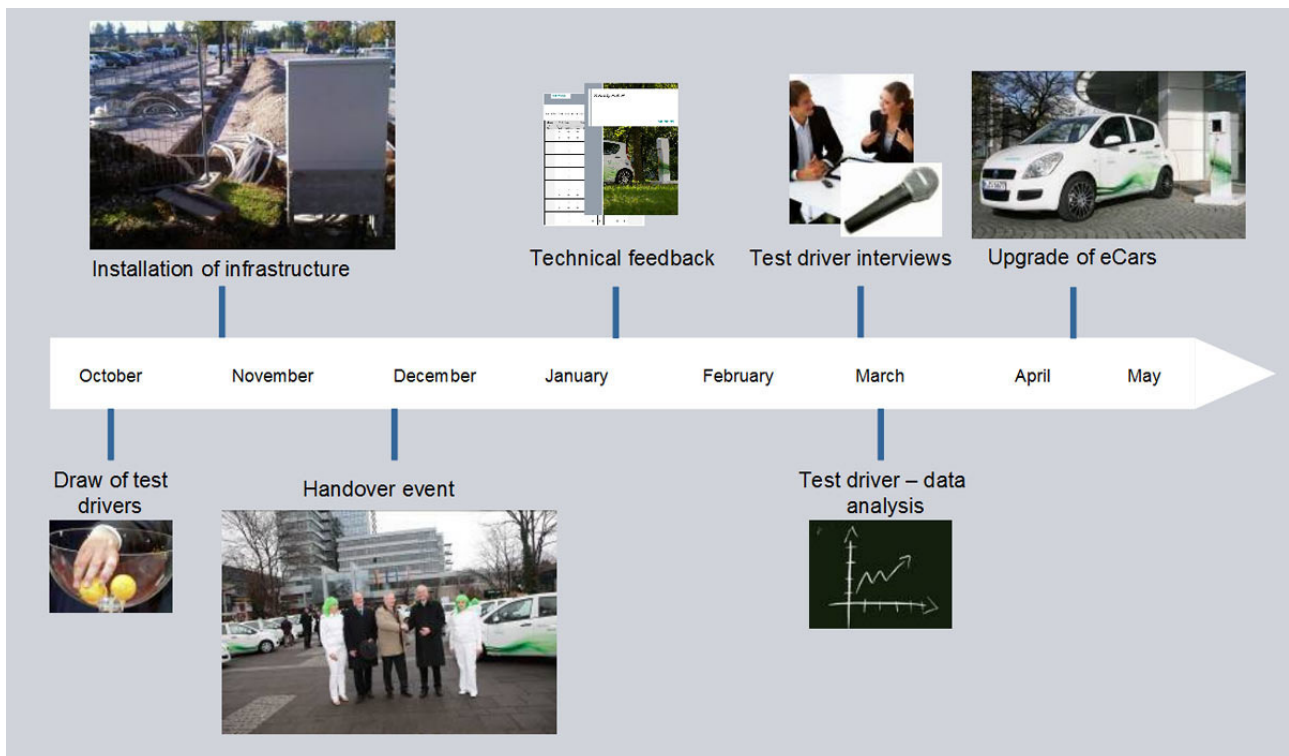 Installation of infrastructure
Technical feedback
Test driver interviews
Upgrade of eCars
October
November
December
January
February
March
April
May
Draw of test
drivers
Handover event
Test driver – data
analysis